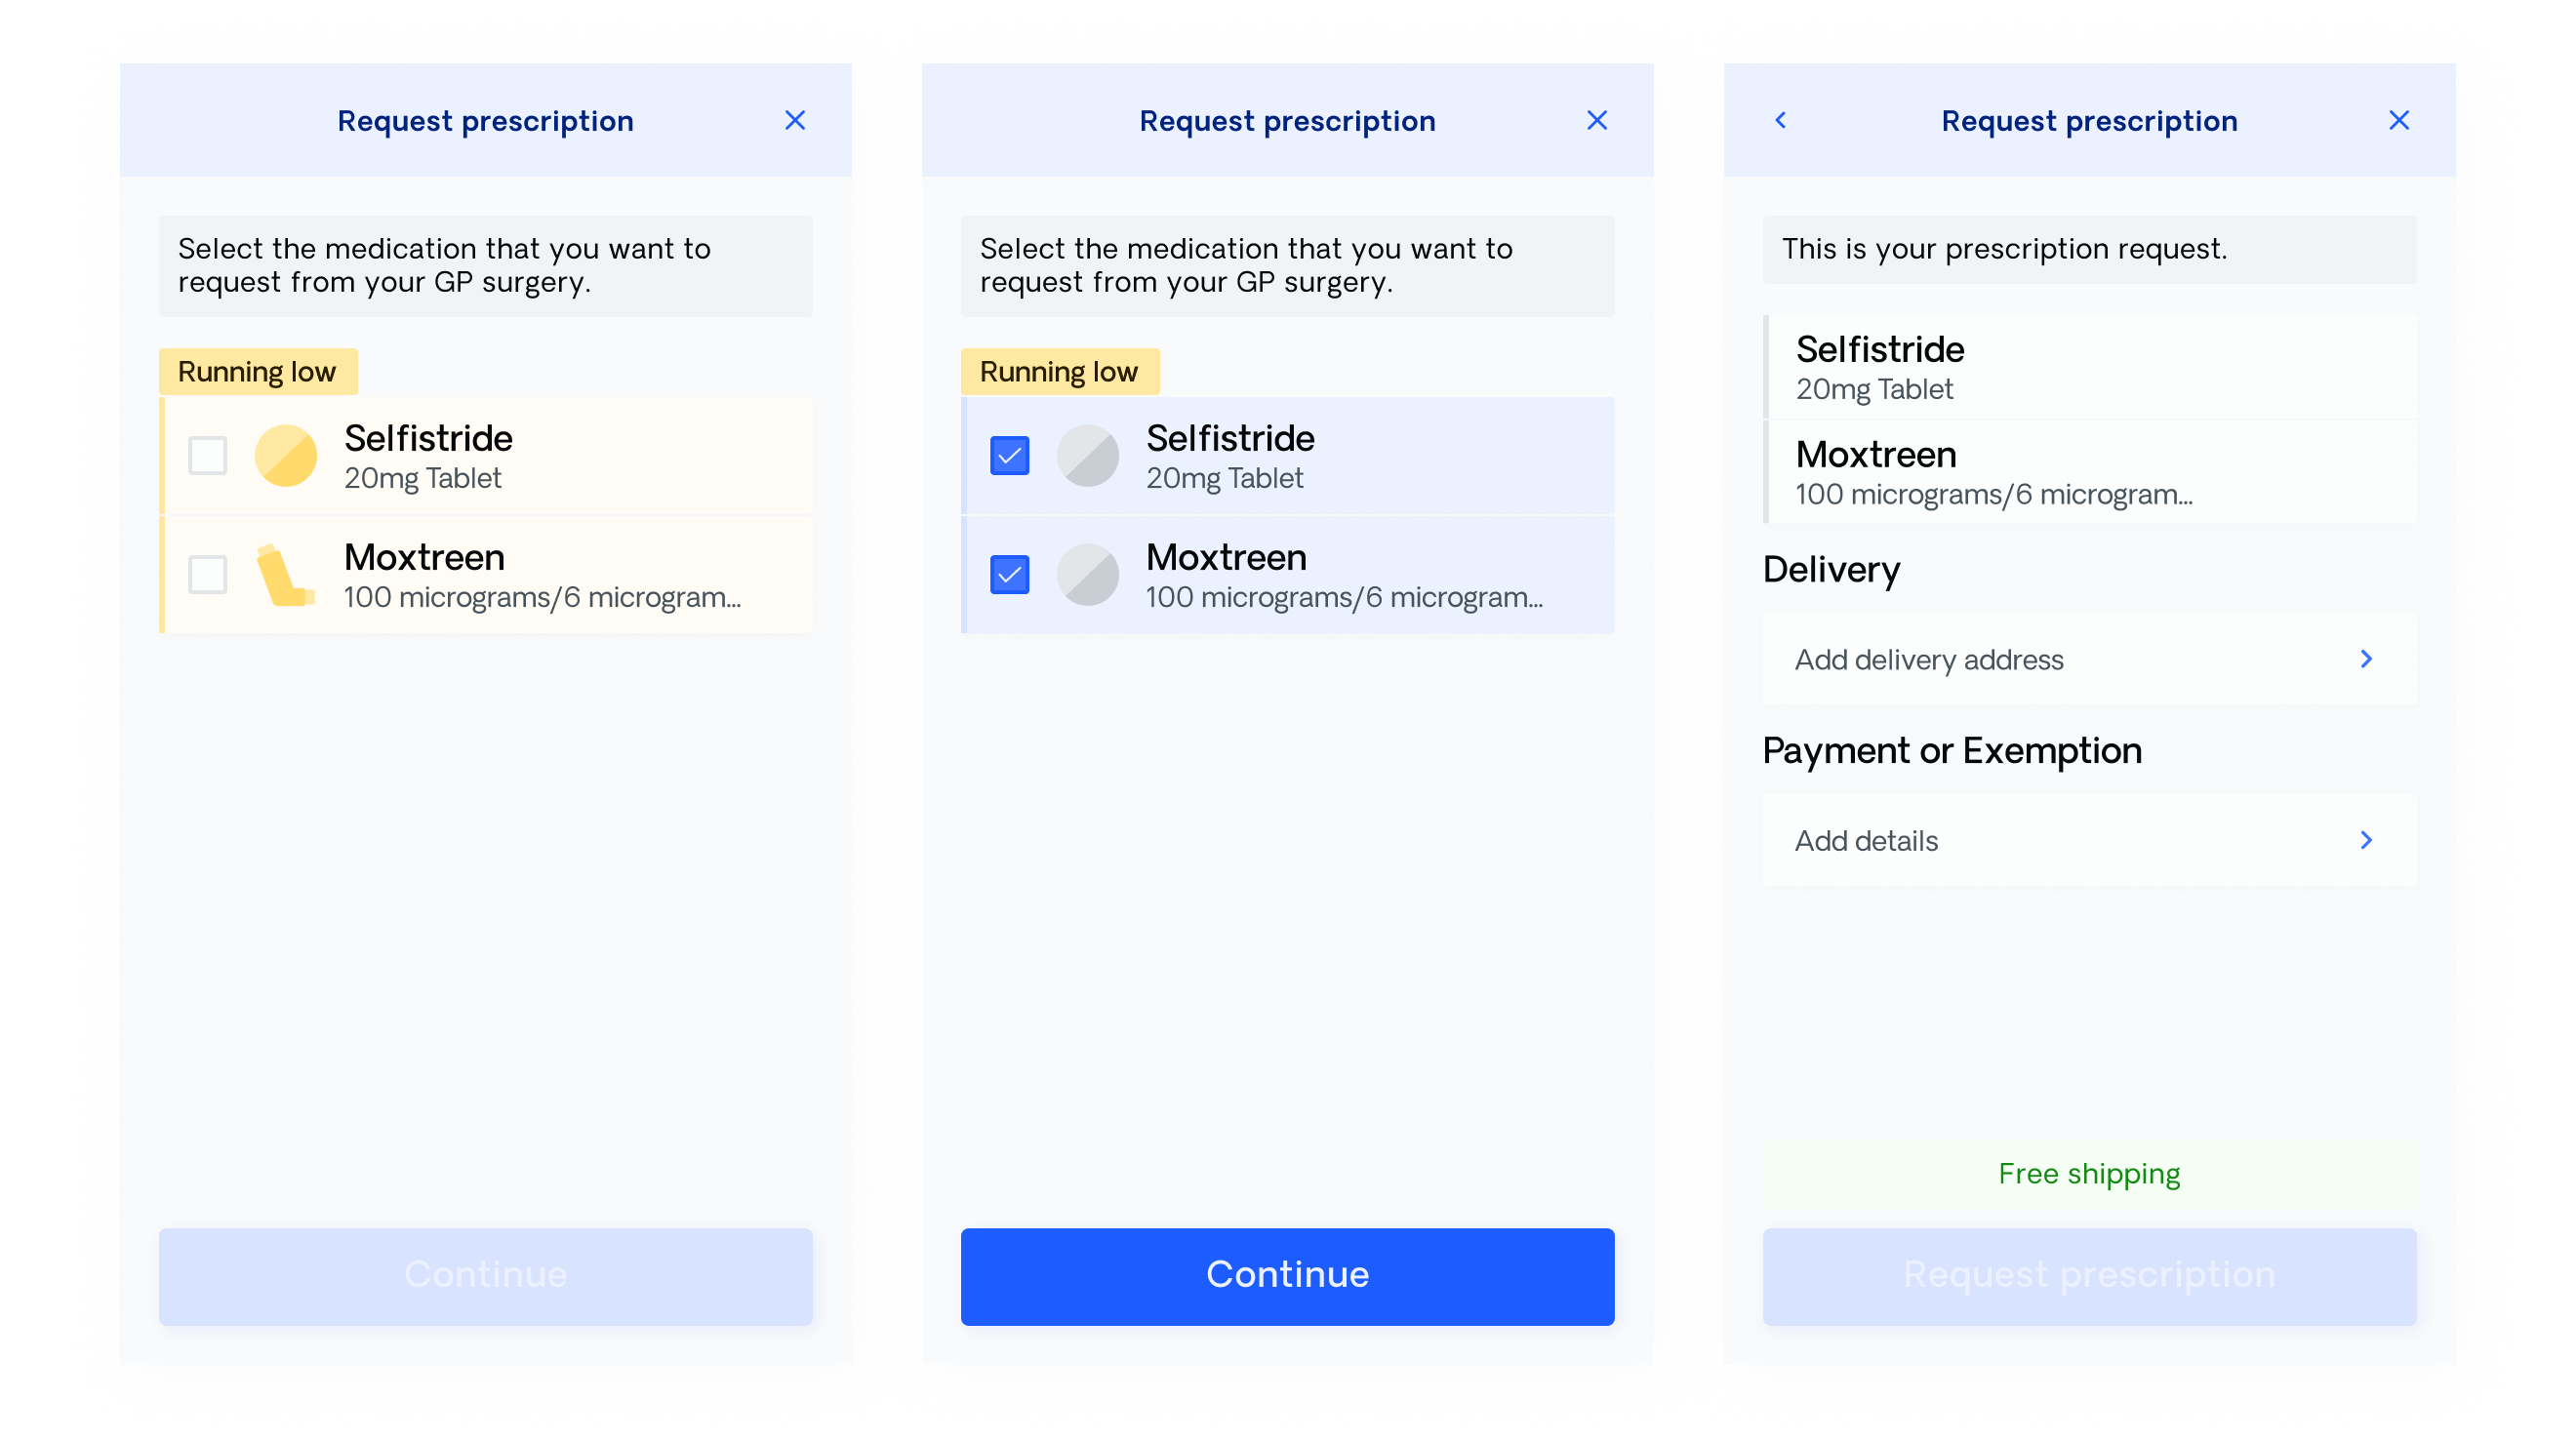 Request prescription
Select the medication that you want to
request from your GP surgery.
Running low
Selfistride
20mg Tablet
Moxtreen
100 micrograms/6 microgram...
Continue
Request prescription
Select the medication that you want to
request from your GP surgery.
Running low
Selfistride
20mg Tablet
Moxtreen
100 micrograms/6 microgram...
Continue
Request prescription
This is your prescription request.
Selfistride
20mg Tablet
Moxtreen
100 micrograms/6 microgram...
Delivery
Add delivery address
Payment or Exemption
Add details
Free shipping
Request prescription